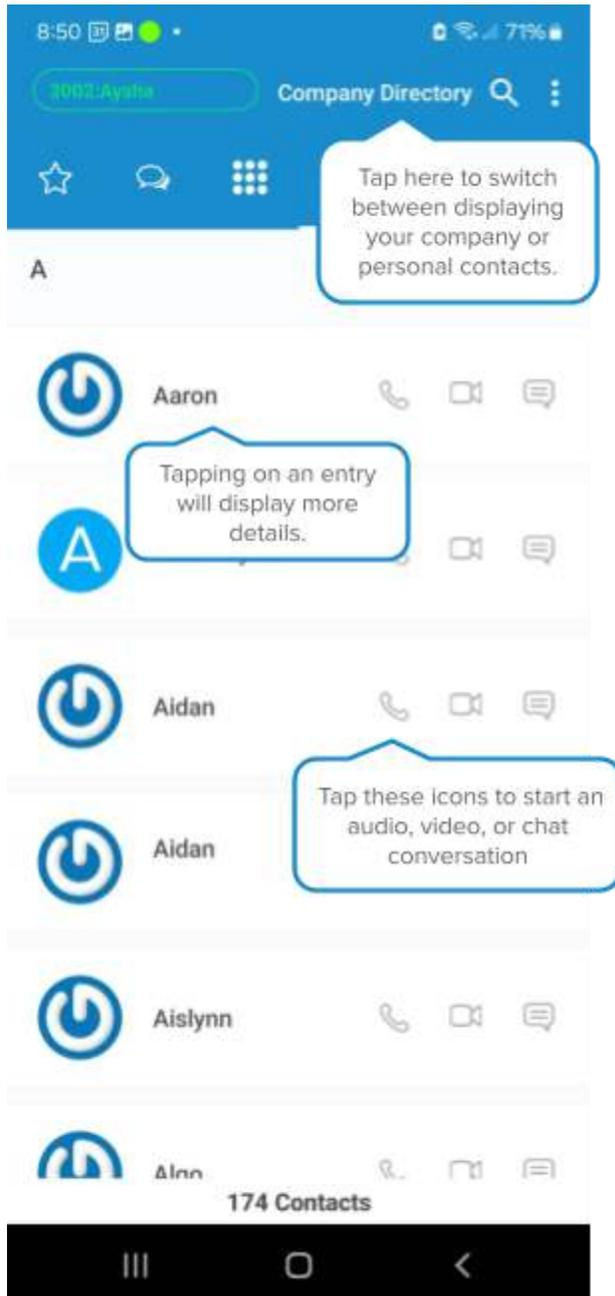 8:50
71%
2002:Aysha
Company Directory
Tap here to switch
between displaying
your company or
personal contacts.
A
Aaron
Tapping on an entry
will display more
details.
A
Aidan
Tap these icons to start an
audio, video, or chat
conversation
Aidan
Aislynn
174 Contacts